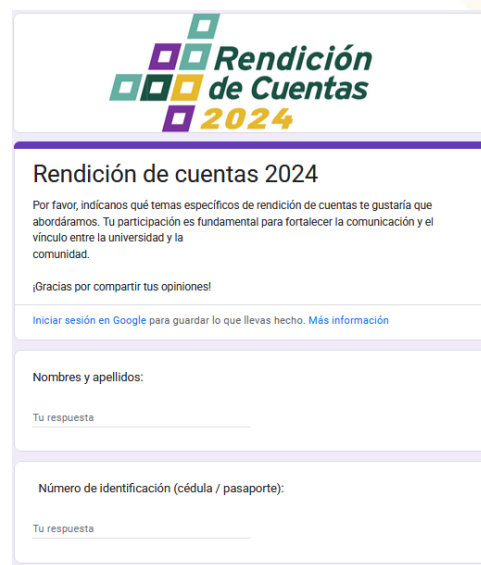 Rendición
de Cuentas
2024
Rendición de cuentas 2024
Por favor, indícanos qué temas específicos de rendición de cuentas te gustaría que
abordáramos. Tu participación es fundamental para fortalecer la comunicación y el
vínculo entre la universidad y la
comunidad.
¡Gracias por compartir tus opiniones!
Iniciar sesión en Google para guardar lo que llevas hecho. Más información
Nombres y apellidos:
Tu respuesta
Número de identificación (cédula / pasaporte):
Tu respuesta